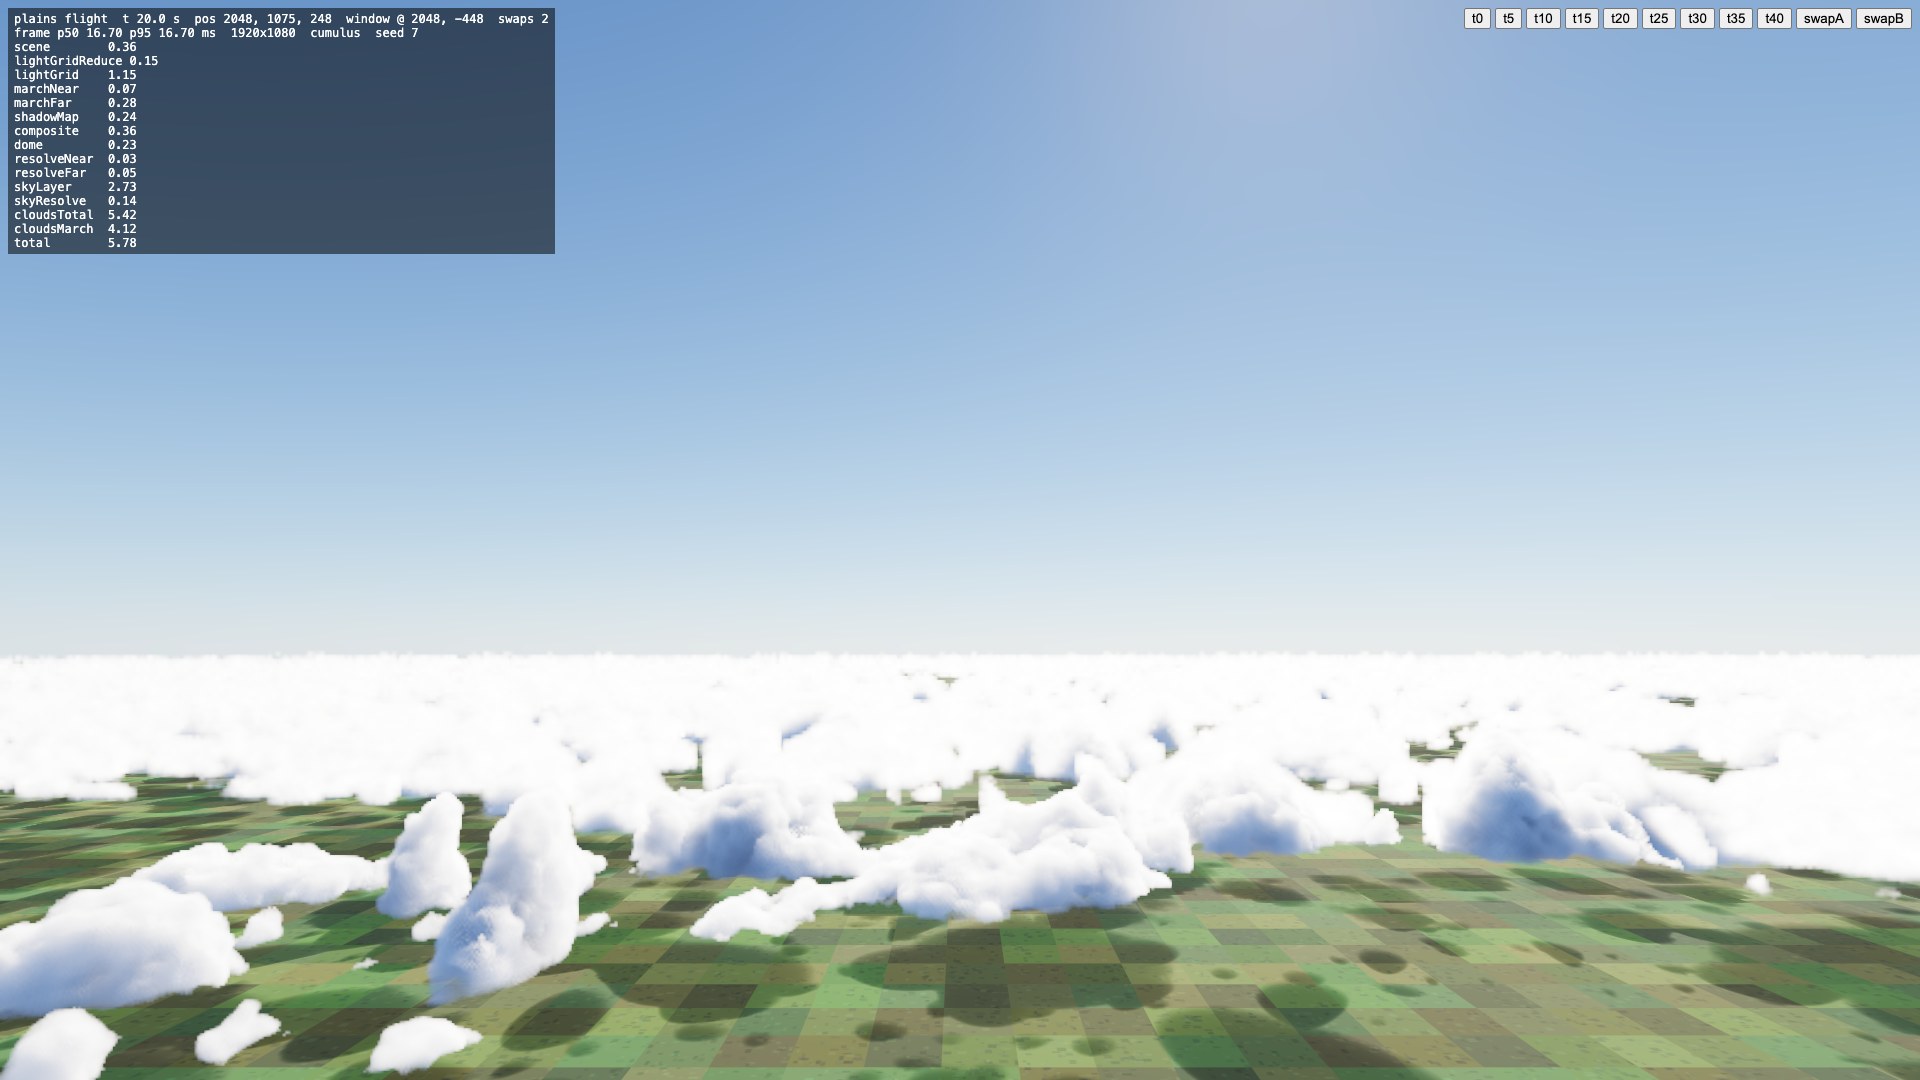 plains flight  t 20.0 s  pos 2048, 1075, 248  window @ 2048, −448  swaps 2
frame p50 16.70 p95 16.70 ms  1920x1080  cumulus  seed 7
scene 0.36
lightGridReduce 0.15
lightGrid 1.15
marchNear 0.07
marchFar 0.28
shadowMap 0.24
composite 0.36
dome 0.23
resolveNear 0.03
resolveFar 0.05
skyLayer 2.73
skyResolve 0.14
cloudsTotal 5.42
cloudsMarch 4.12
total 5.78
t0 t5 t10 t15 t20 t25 t30 t35 t40 swapA swapB